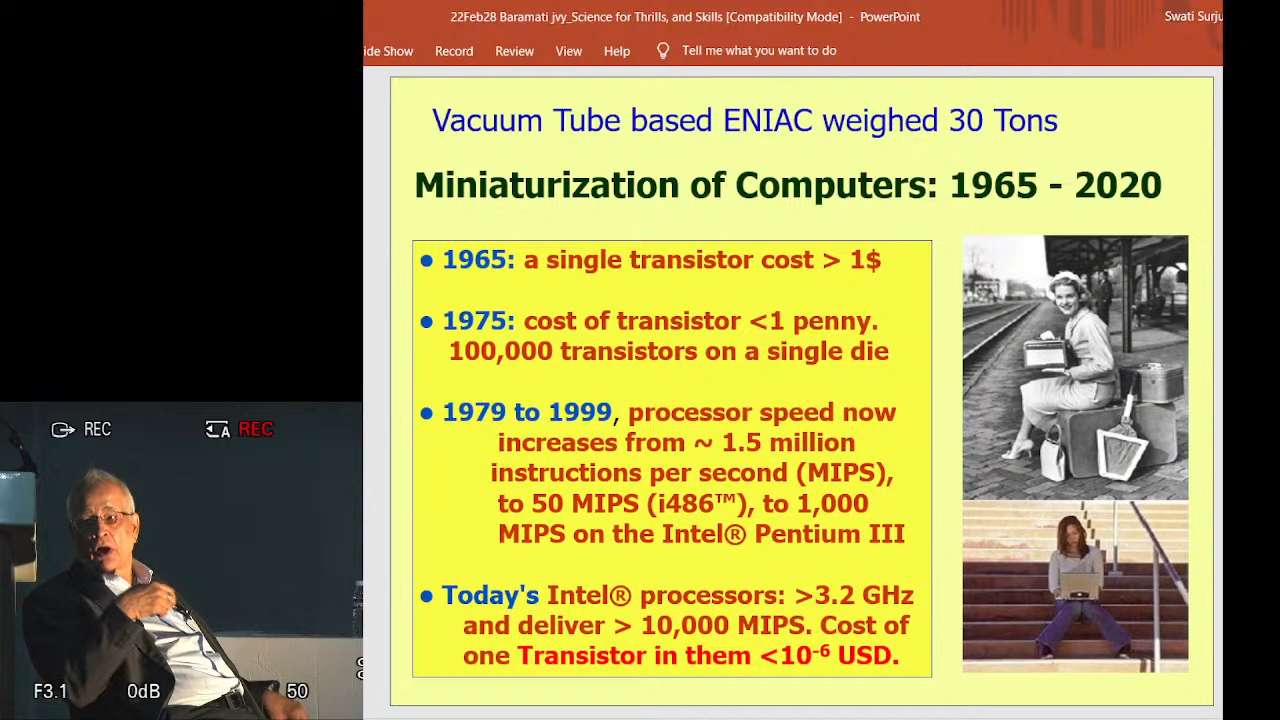 22Feb28 Baramati jvy_Science for Thrills, and Skills [Compatibility Mode] - PowerPoint
Swati Surju
ide Show Record Review View Help Tell me what you want to do
Vacuum Tube based ENIAC weighed 30 Tons
Miniaturization of Computers: 1965 - 2020
• 1965: a single transistor cost > 1$
• 1975: cost of transistor <1 penny.
100,000 transistors on a single die
• 1979 to 1999, processor speed now
increases from ~ 1.5 million
instructions per second (MIPS),
to 50 MIPS (i486™), to 1,000
MIPS on the Intel® Pentium III
• Today's Intel® processors: >3.2 GHz
and deliver > 10,000 MIPS. Cost of
one Transistor in them <10⁻⁶ USD.
REC
A REC
F3.1 0dB 50